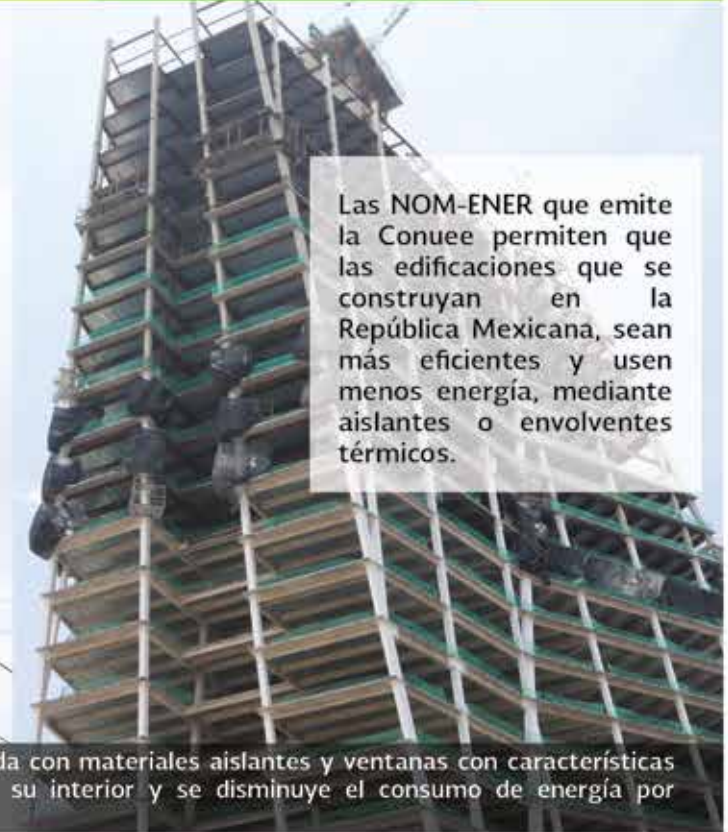 Las NOM-ENER que emite
la Conuee permiten que
las edificaciones que se
construyan en la
República Mexicana, sean
más eficientes y usen
menos energía, mediante
aislantes o envolventes
térmicos.
con materiales aislantes y ventanas con características
su interior y se disminuye el consumo de energía por